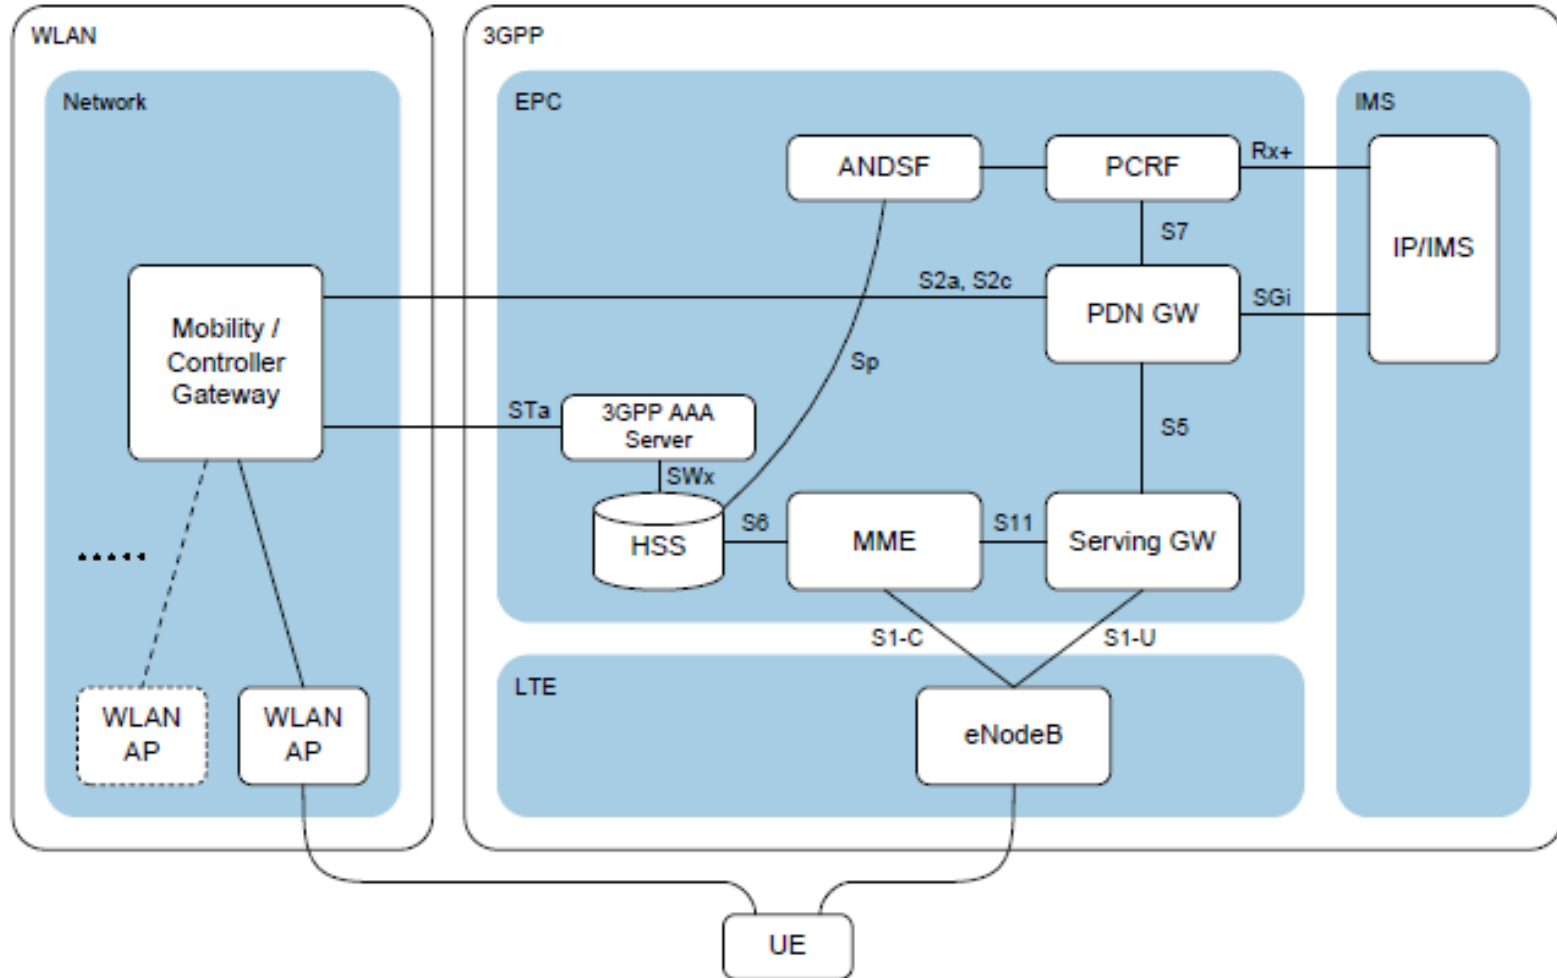 WLAN
3GPP
Network
EPC
IMS
ANDSF
PCRF
Rx+
IP/IMS
S7
S2a, S2c
PDN GW
SGi
Mobility /
Controller
Gateway
Sp
STa
3GPP AAA
Server
S5
SWx
HSS
S6
MME
S11
Serving GW
S1-C
S1-U
LTE
WLAN
AP
WLAN
AP
eNodeB
UE